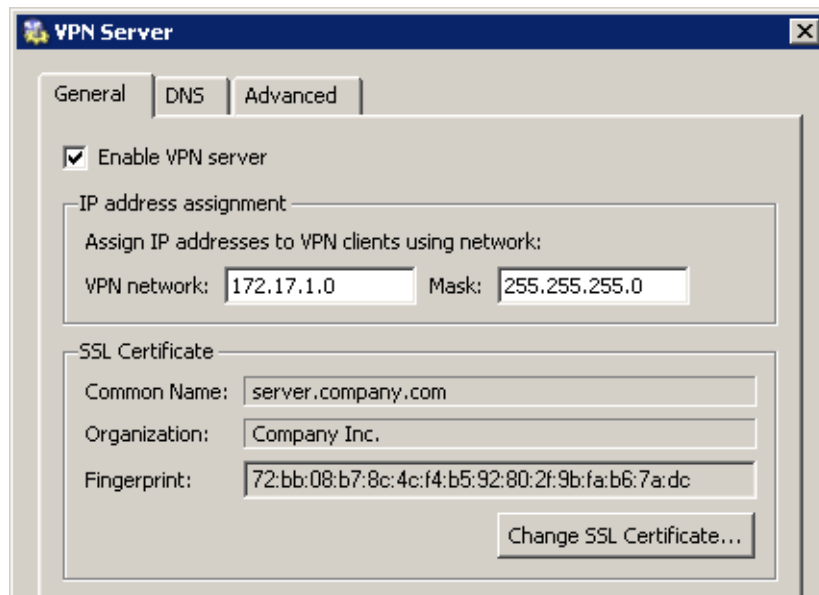 VPN Server
General DNS Advanced
Enable VPN server
IP address assignment
Assign IP addresses to VPN clients using network:
VPN network: 172.17.1.0 Mask: 255.255.255.0
SSL Certificate
Common Name: server.company.com
Organization: Company Inc.
Fingerprint: 72:bb:08:b7:8c:4c:f4:b5:92:80:2f:9b:fa:b6:7a:dc
Change SSL Certificate...